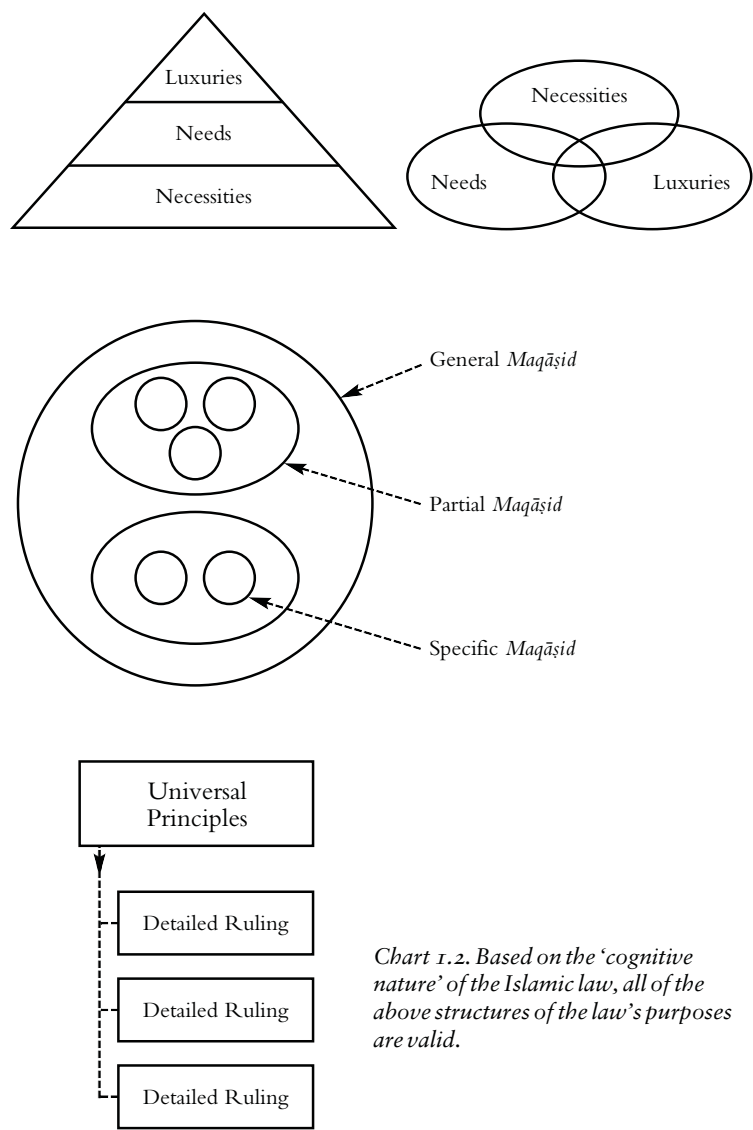 Luxuries
Needs
Necessities
Necessities
Needs
Luxuries
General Maqāṣid
Partial Maqāṣid
Specific Maqāṣid
Universal
Principles
Detailed Ruling
Detailed Ruling
Detailed Ruling
Chart 1.2. Based on the ‘cognitive
nature’ of the Islamic law, all of the
above structures of the law’s purposes
are valid.